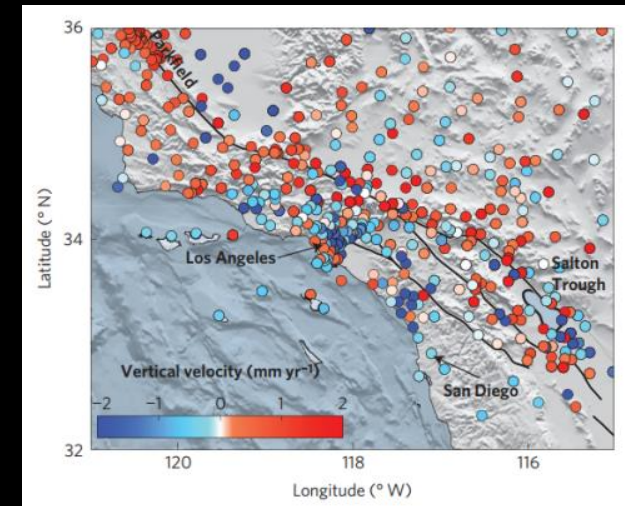 36
Parkfield
34
Los Angeles
Salton
Trough
Vertical velocity (mm yr⁻¹)
−2 −1 0 1 2
San Diego
32
120 118 116
Latitude (° N)
Longitude (° W)